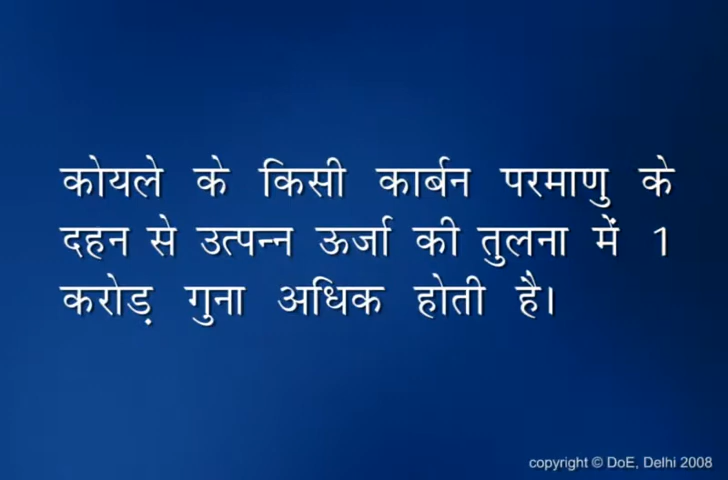 कोयले के किसी कार्बन परमाणु के
दहन से उत्पन्न ऊर्जा की तुलना में 1
करोड़ गुना अधिक होती है।
copyright © DoE, Delhi 2008